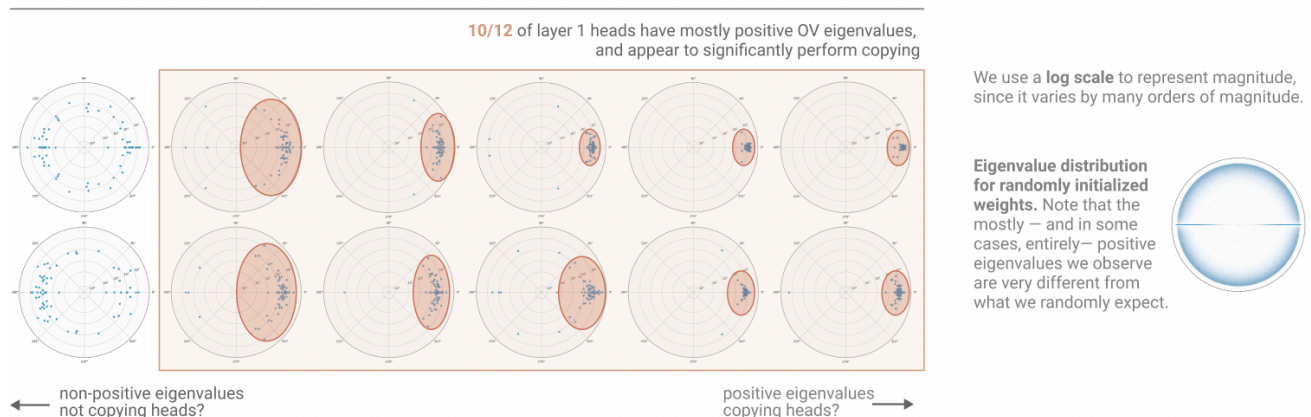 10/12 of layer 1 heads have mostly positive OV eigenvalues,
and appear to significantly perform copying
We use a log scale to represent magnitude,
since it varies by many orders of magnitude.
Eigenvalue distribution
for randomly initialized
weights. Note that the
mostly — and in some
cases, entirely— positive
eigenvalues we observe
are very different from
what we randomly expect.
non-positive eigenvalues
not copying heads?
positive eigenvalues
copying heads?